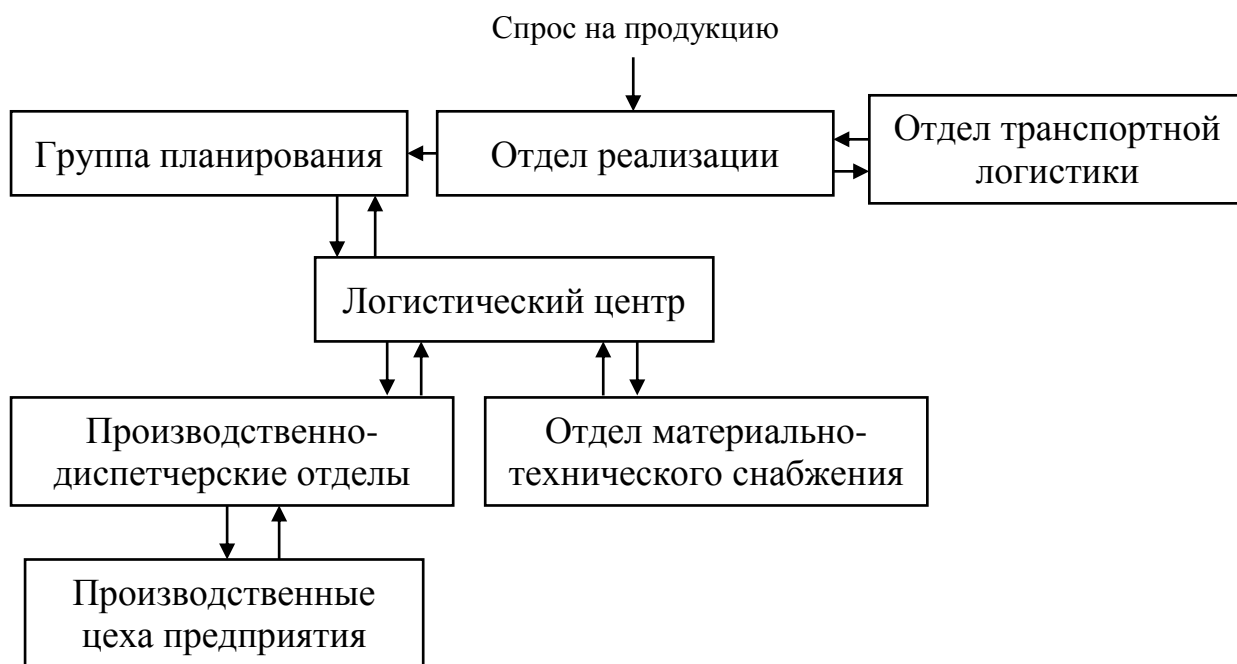 Спрос на продукцию
Группа планирования
Отдел реализации
Отдел транспортной
логистики
Логистический центр
Производственно-
диспетчерские отделы
Отдел материально-
технического снабжения
Производственные
цеха предприятия